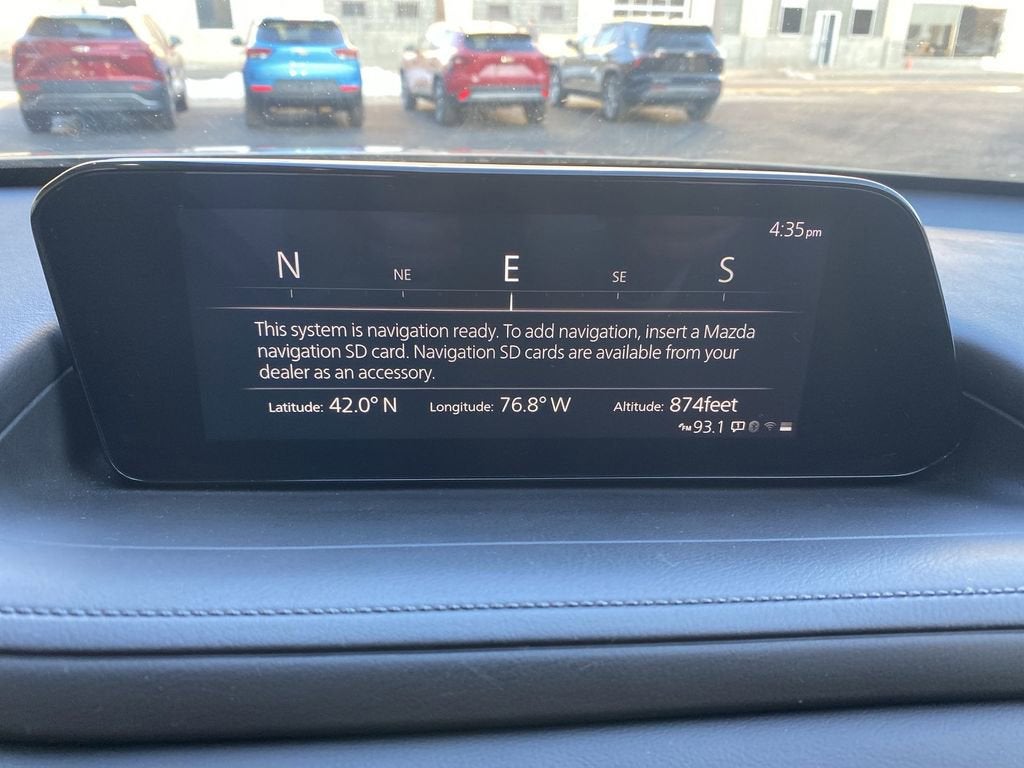 4:35pm
N NE E SE S
This system is navigation ready. To add navigation, insert a Mazda
navigation SD card. Navigation SD cards are available from your
dealer as an accessory.
Latitude: 42.0° N Longitude: 76.8° W Altitude: 874feet
FM 93.1